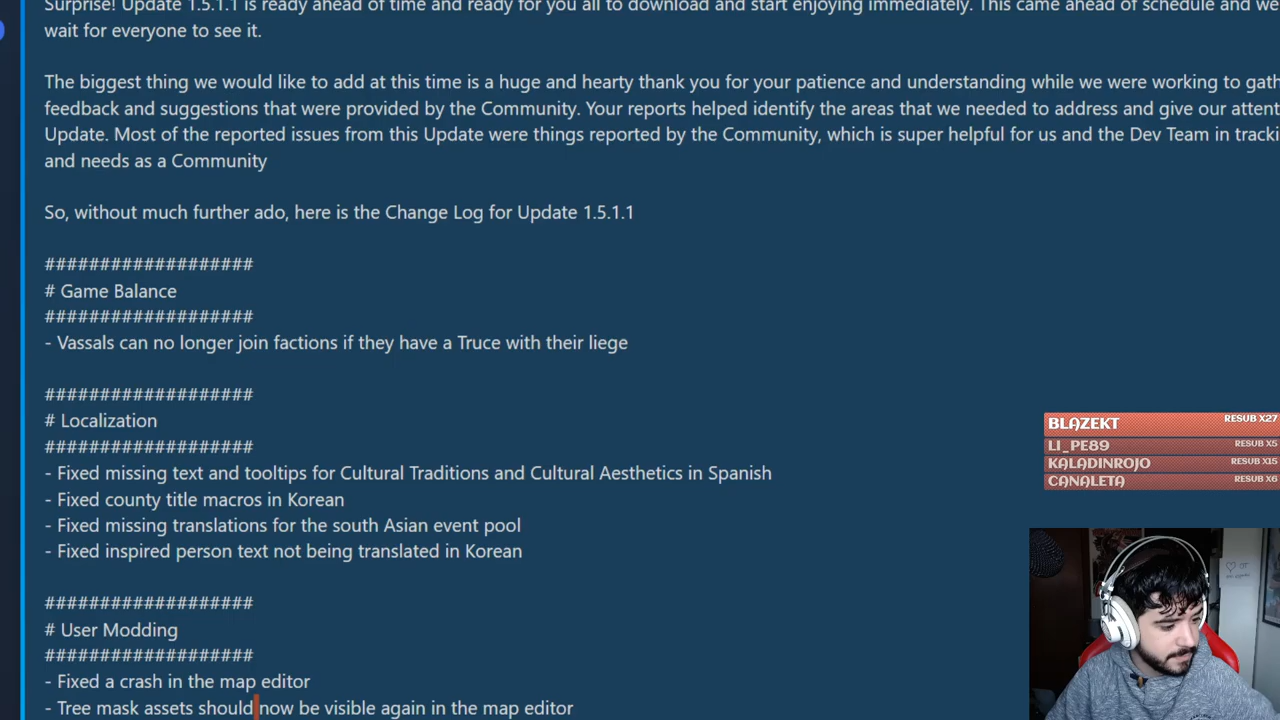 Surprise! Update 1.5.1.1 is ready ahead of time and ready for you all to download and start enjoying immediately. This came ahead of schedule and we
wait for everyone to see it.
The biggest thing we would like to add at this time is a huge and hearty thank you for your patience and understanding while we were working to gath
feedback and suggestions that were provided by the Community. Your reports helped identify the areas that we needed to address and give our attent
Update. Most of the reported issues from this Update were things reported by the Community, which is super helpful for us and the Dev Team in tracki
and needs as a Community
So, without much further ado, here is the Change Log for Update 1.5.1.1
###################
# Game Balance
###################
- Vassals can no longer join factions if they have a Truce with their liege
###################
# Localization
###################
- Fixed missing text and tooltips for Cultural Traditions and Cultural Aesthetics in Spanish
- Fixed county title macros in Korean
- Fixed missing translations for the south Asian event pool
- Fixed inspired person text not being translated in Korean
###################
# User Modding
###################
- Fixed a crash in the map editor
- Tree mask assets should now be visible again in the map editor
BLAZEKT RESUB X27
LI_PE89 RESUB X5
KALADINROJO RESUB X15
CANALETA RESUB X6